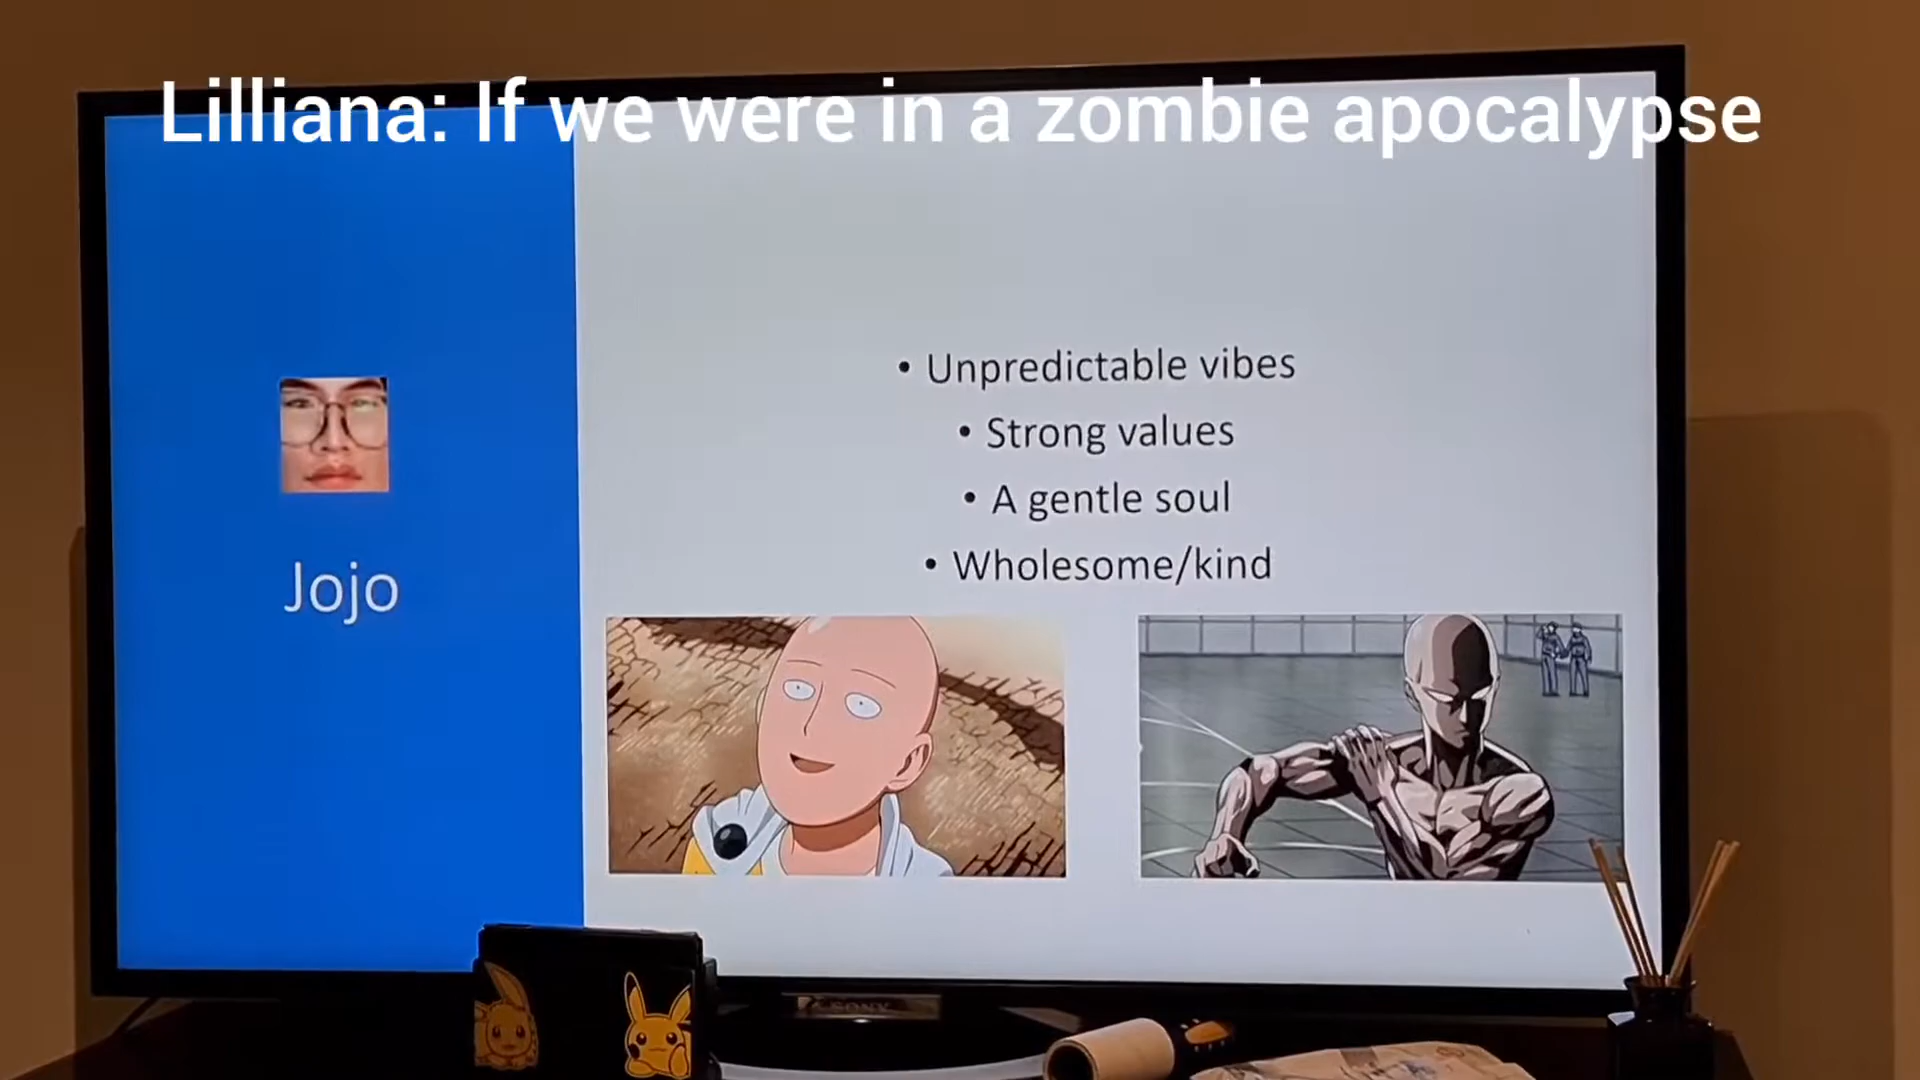 Lilliana: If we were in a zombie apocalypse
• Unpredictable vibes
• Strong values
• A gentle soul
• Wholesome/kind
Jojo
SONY